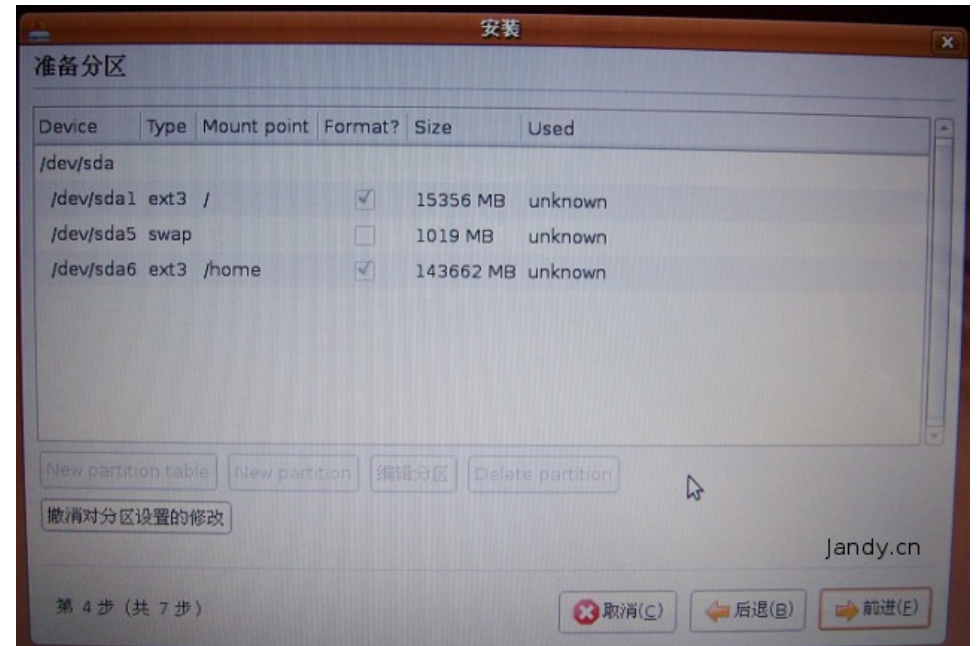 安装
准备分区
Device Type Mount point Format? Size Used
/dev/sda
/dev/sda1 ext3 / 15356 MB unknown
/dev/sda5 swap 1019 MB unknown
/dev/sda6 ext3 /home 143662 MB unknown
New partition table New partition 编辑分区 Delete partition
撤消对分区设置的修改
Jandy.cn
第 4 步 (共 7 步) 取消(C) 后退(B) 前进(F)